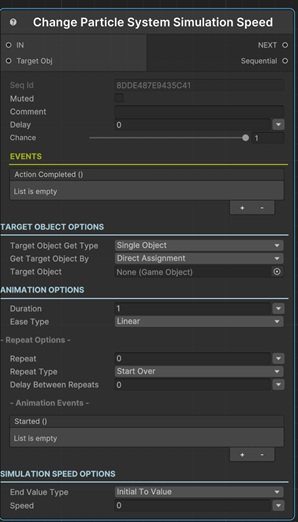 Change Particle System Simulation Speed
IN NEXT
Target Obj Sequential
Seq Id 8DDE487E9435C41
Muted
Comment
Delay 0
Chance 1
EVENTS
Action Completed ()
List is empty
+ -
TARGET OBJECT OPTIONS
Target Object Get Type Single Object
Get Target Object By Direct Assignment
Target Object None (Game Object)
ANIMATION OPTIONS
Duration 1
Ease Type Linear
- Repeat Options -
Repeat 0
Repeat Type Start Over
Delay Between Repeats 0
- Animation Events -
Started ()
List is empty
+ -
SIMULATION SPEED OPTIONS
End Value Type Initial To Value
Speed 0